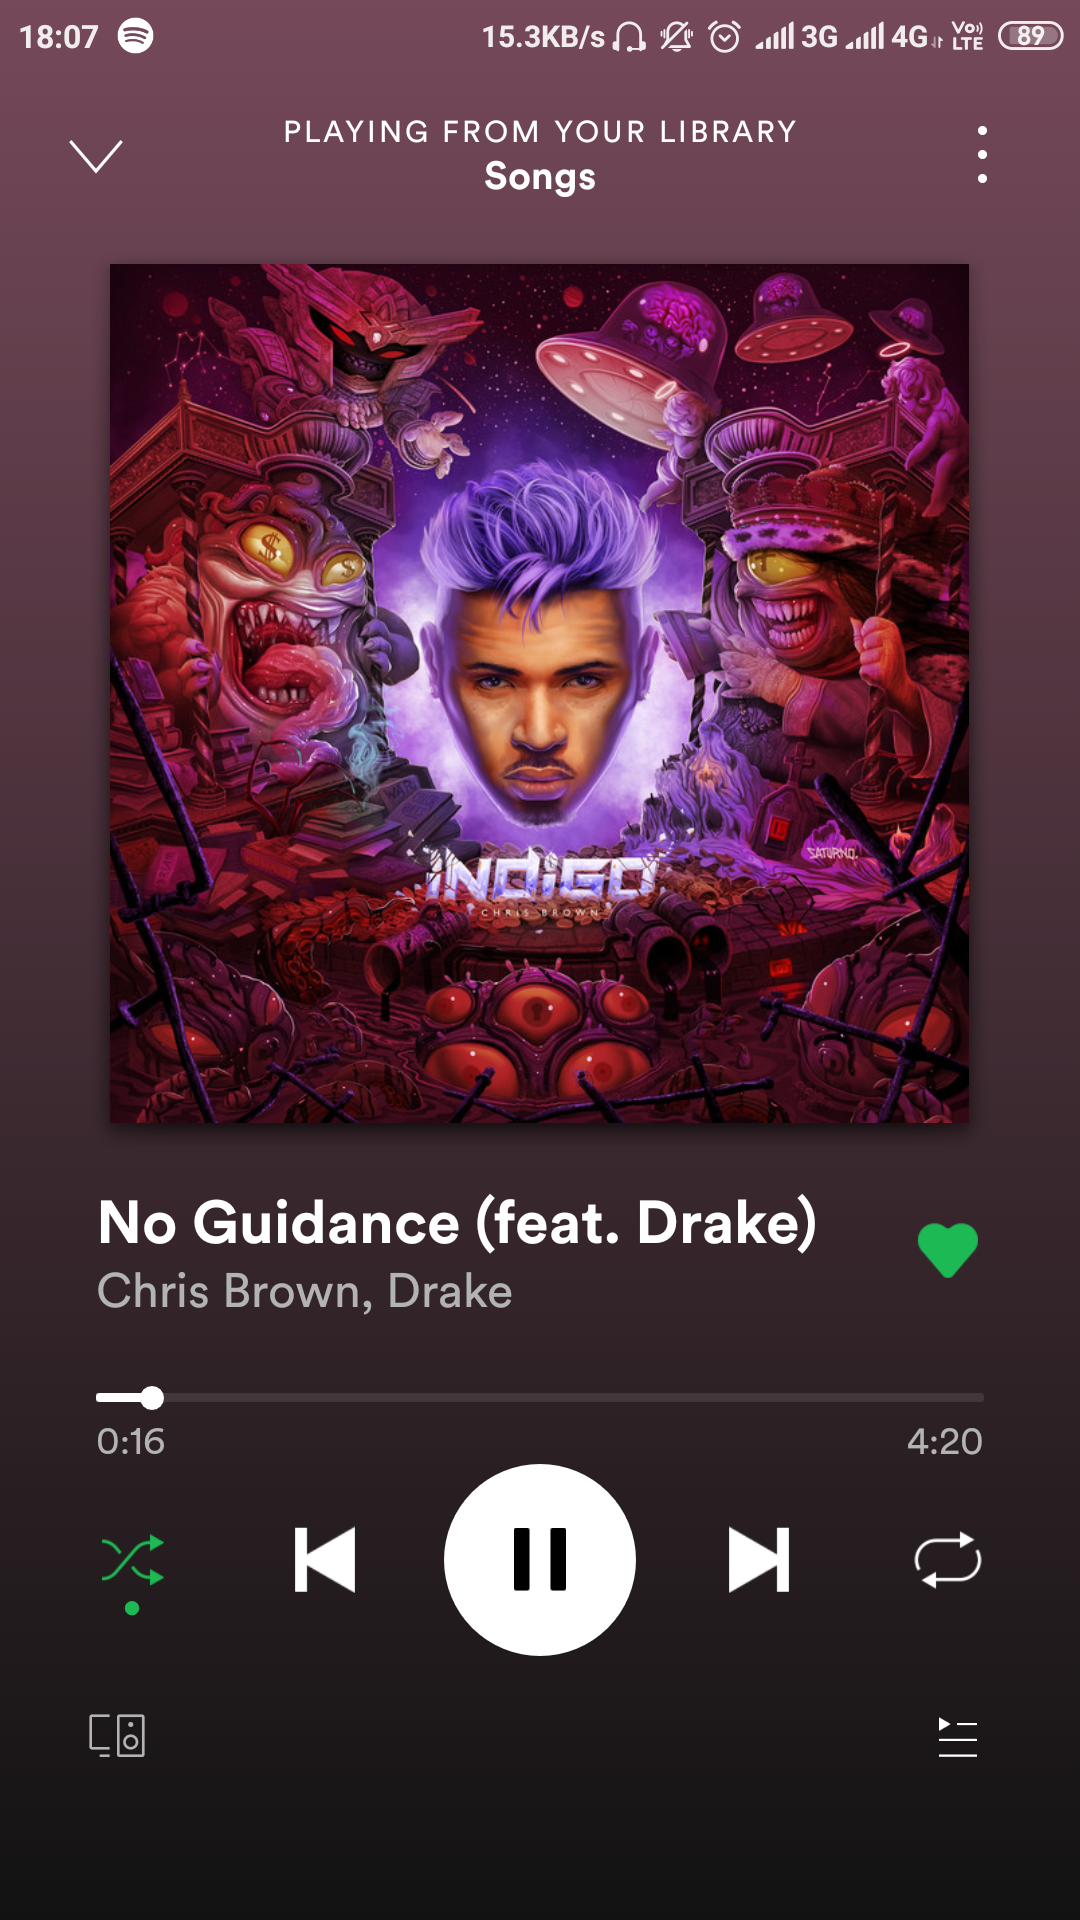 18:07 15.3KB/s 3G 4G Vo)) LTE 89
PLAYING FROM YOUR LIBRARY
Songs
$ $
SATURNO.
INDIGO
CHRIS BROWN
No Guidance (feat. Drake)
Chris Brown, Drake
0:16 4:20